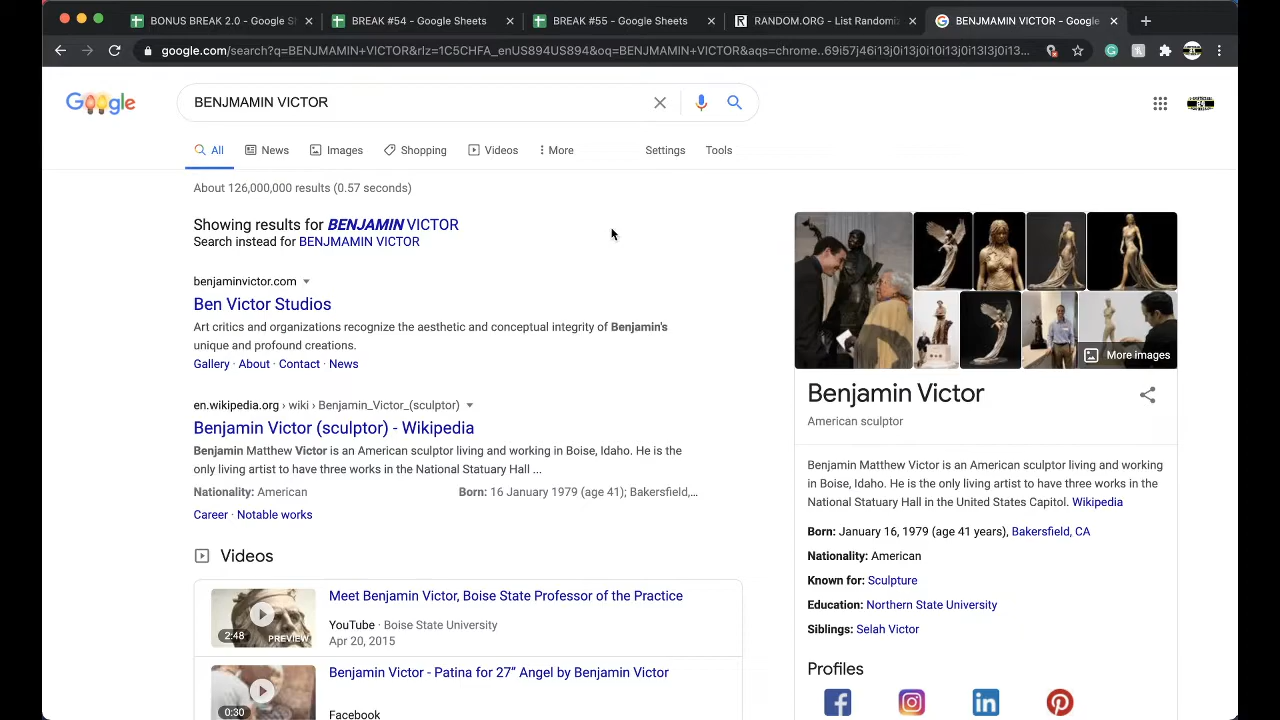 BONUS BREAK 2.0 - Google S
BREAK #54 - Google Sheets
BREAK #55 - Google Sheets
RANDOM.ORG - List Randomiz
BENJMAMIN VICTOR - Google
google.com/search?q=BENJMAMIN+VICTOR&rlz=1C5CHFA_enUS894US894&oq=BENJMAMIN+VICTOR&aqs=chrome..69i57j46i13j0i13j0i10i13j0i13l3j0i13...
Google
BENJMAMIN VICTOR
All
News
Images
Shopping
Videos
More
Settings
Tools
About 126,000,000 results (0.57 seconds)
Showing results for BENJAMIN VICTOR
Search instead for BENJMAMIN VICTOR
benjaminvictor.com
Ben Victor Studios
Art critics and organizations recognize the aesthetic and conceptual integrity of Benjamin's
unique and profound creations.
Gallery · About · Contact · News
en.wikipedia.org › wiki › Benjamin_Victor_(sculptor)
Benjamin Victor (sculptor) - Wikipedia
Benjamin Matthew Victor is an American sculptor living and working in Boise, Idaho. He is the
only living artist to have three works in the National Statuary Hall ...
Nationality: American
Born: 16 January 1979 (age 41); Bakersfield,...
Career · Notable works
Videos
2:48
PREVIEW
Meet Benjamin Victor, Boise State Professor of the Practice
YouTube · Boise State University
Apr 20, 2015
0:30
Benjamin Victor - Patina for 27” Angel by Benjamin Victor
Facebook
More images
Benjamin Victor
American sculptor
Benjamin Matthew Victor is an American sculptor living and working
in Boise, Idaho. He is the only living artist to have three works in the
National Statuary Hall in the United States Capitol. Wikipedia
Born: January 16, 1979 (age 41 years), Bakersfield, CA
Nationality: American
Known for: Sculpture
Education: Northern State University
Siblings: Selah Victor
Profiles